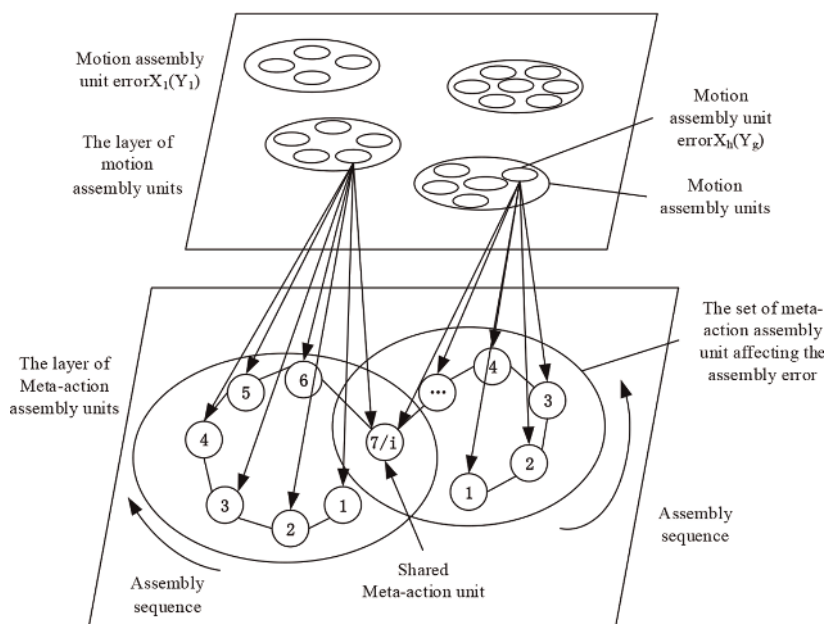 Motion assembly
unit errorX₁(Y₁)
The layer of
motion
assembly units
Motion
assembly unit
errorXₕ(Y_g)
Motion
assembly units
The layer of
Meta-action
assembly units
The set of meta-
action assembly
unit affecting the
assembly error
5
6
4
3
2
1
7/i
...
4
3
2
1
Assembly
sequence
Shared
Meta-action unit
Assembly
sequence